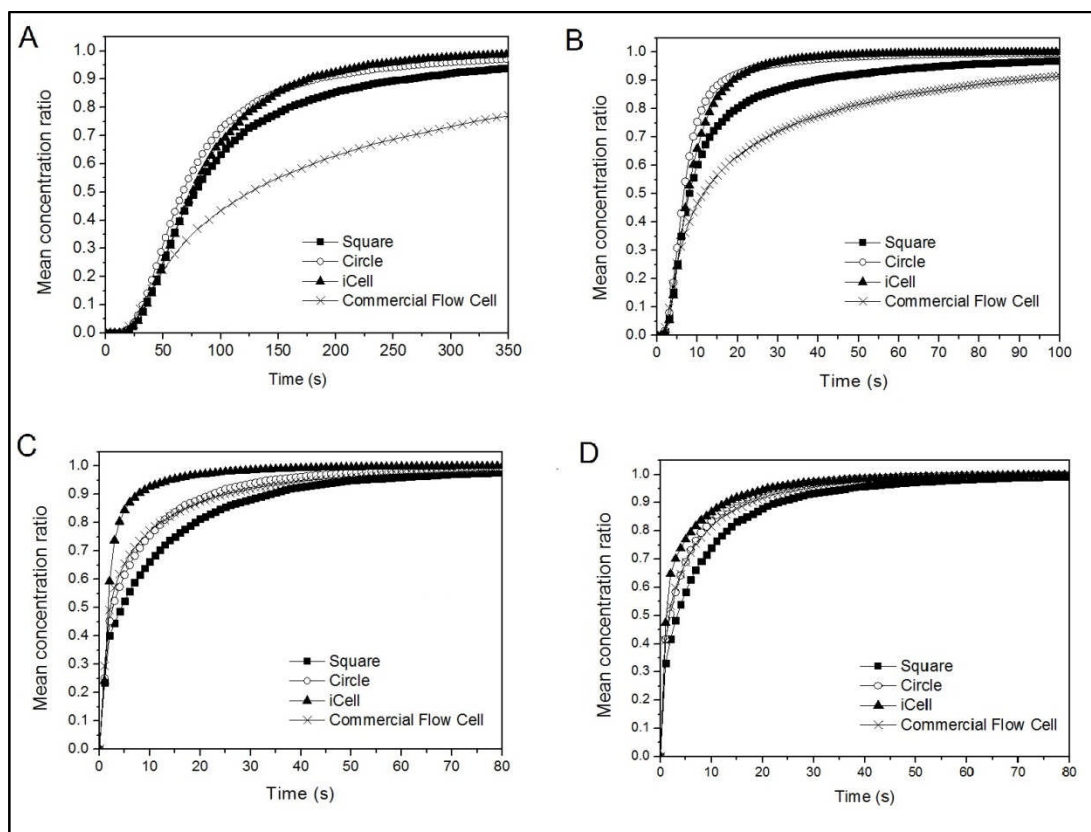 A
Mean concentration ratio
1.0
0.9
0.8
0.7
0.6
0.5
0.4
0.3
0.2
0.1
0.0
Square
Circle
iCell
Commercial Flow Cell
0 50 100 150 200 250 300 350
Time (s)
B
Mean concentration ratio
1.0
0.9
0.8
0.7
0.6
0.5
0.4
0.3
0.2
0.1
0.0
Square
Circle
iCell
Commercial Flow Cell
0 10 20 30 40 50 60 70 80 90 100
Time (s)
C
Mean concentration ratio
1.0
0.9
0.8
0.7
0.6
0.5
0.4
0.3
0.2
0.1
0.0
Square
Circle
iCell
Commercial Flow Cell
0 10 20 30 40 50 60 70 80
Time (s)
D
Mean concentration ratio
1.0
0.9
0.8
0.7
0.6
0.5
0.4
0.3
0.2
0.1
0.0
Square
Circle
iCell
Commercial Flow Cell
0 10 20 30 40 50 60 70 80
Time (s)